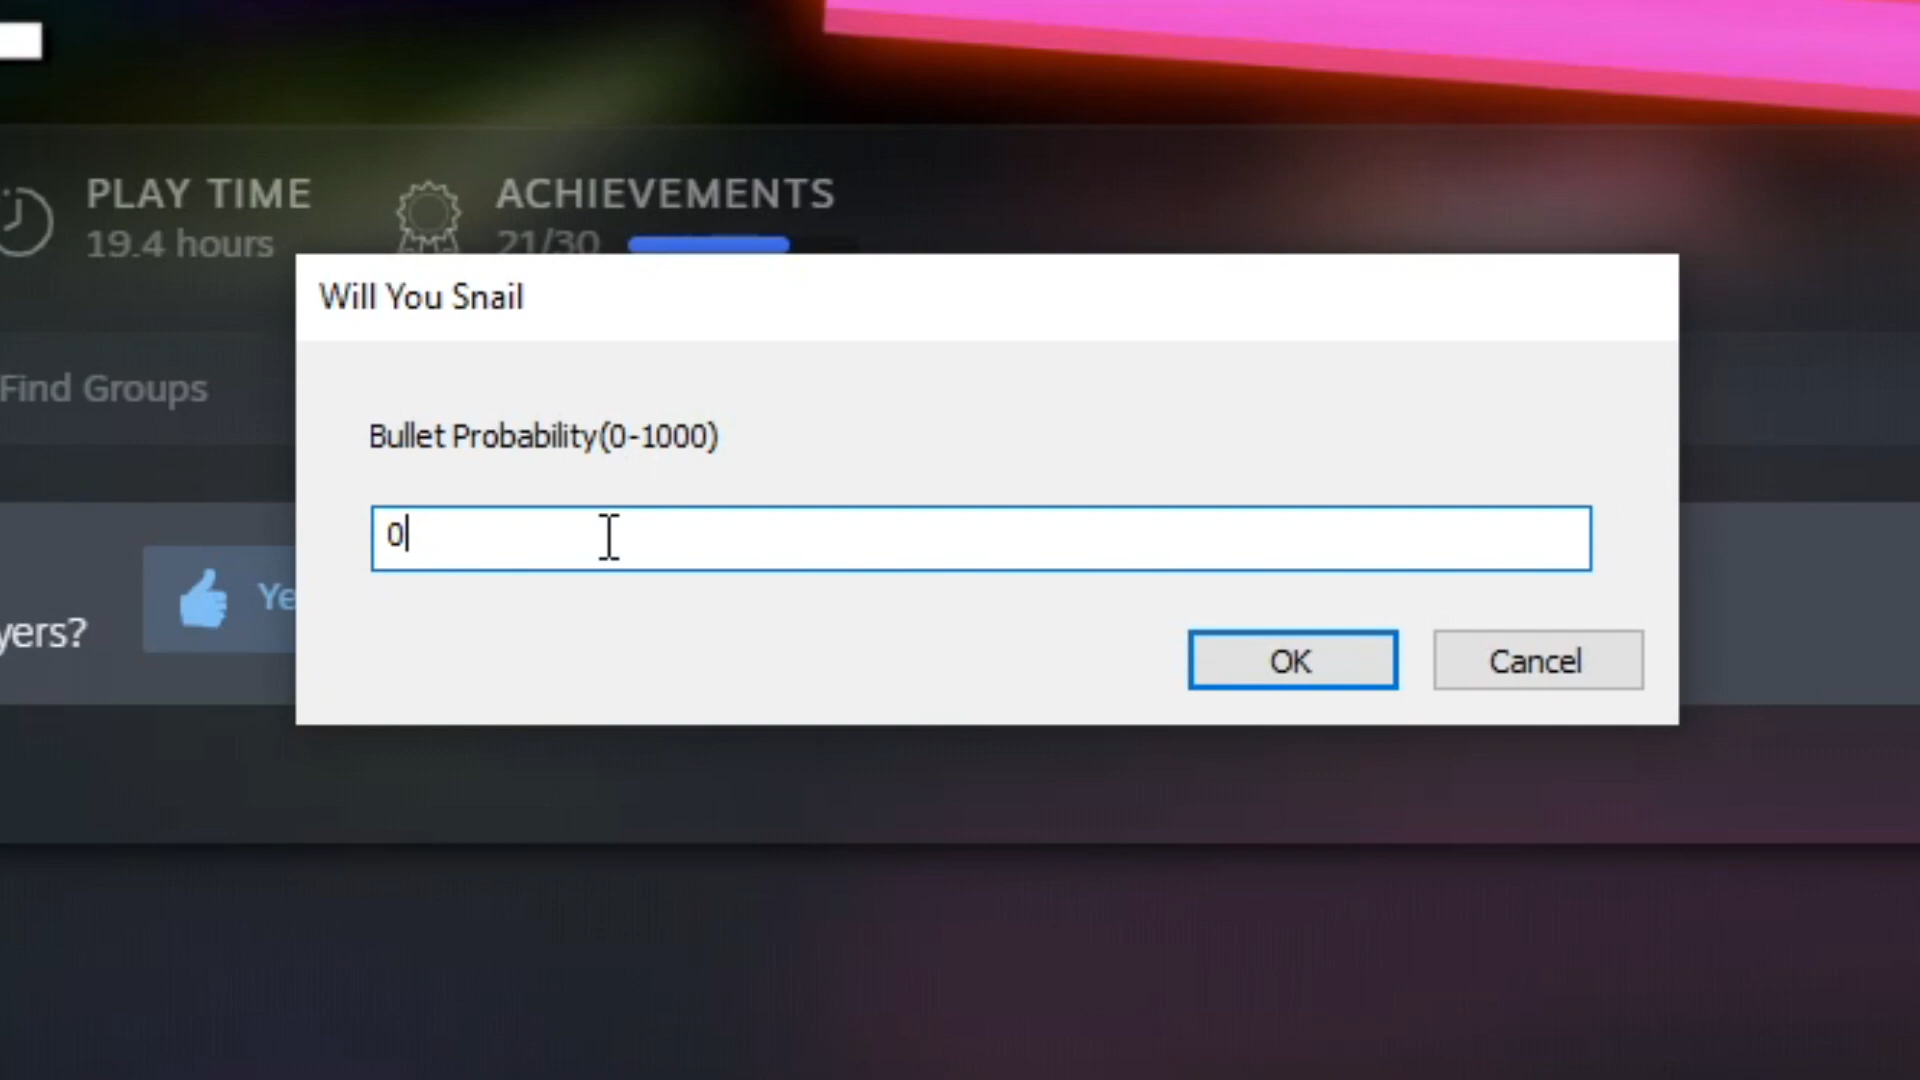 PLAY TIME
ACHIEVEMENTS
19.4 hours
21/30
Will You Snail
Find Groups
Bullet Probability(0-1000)
0
Ye
yers?
OK
Cancel